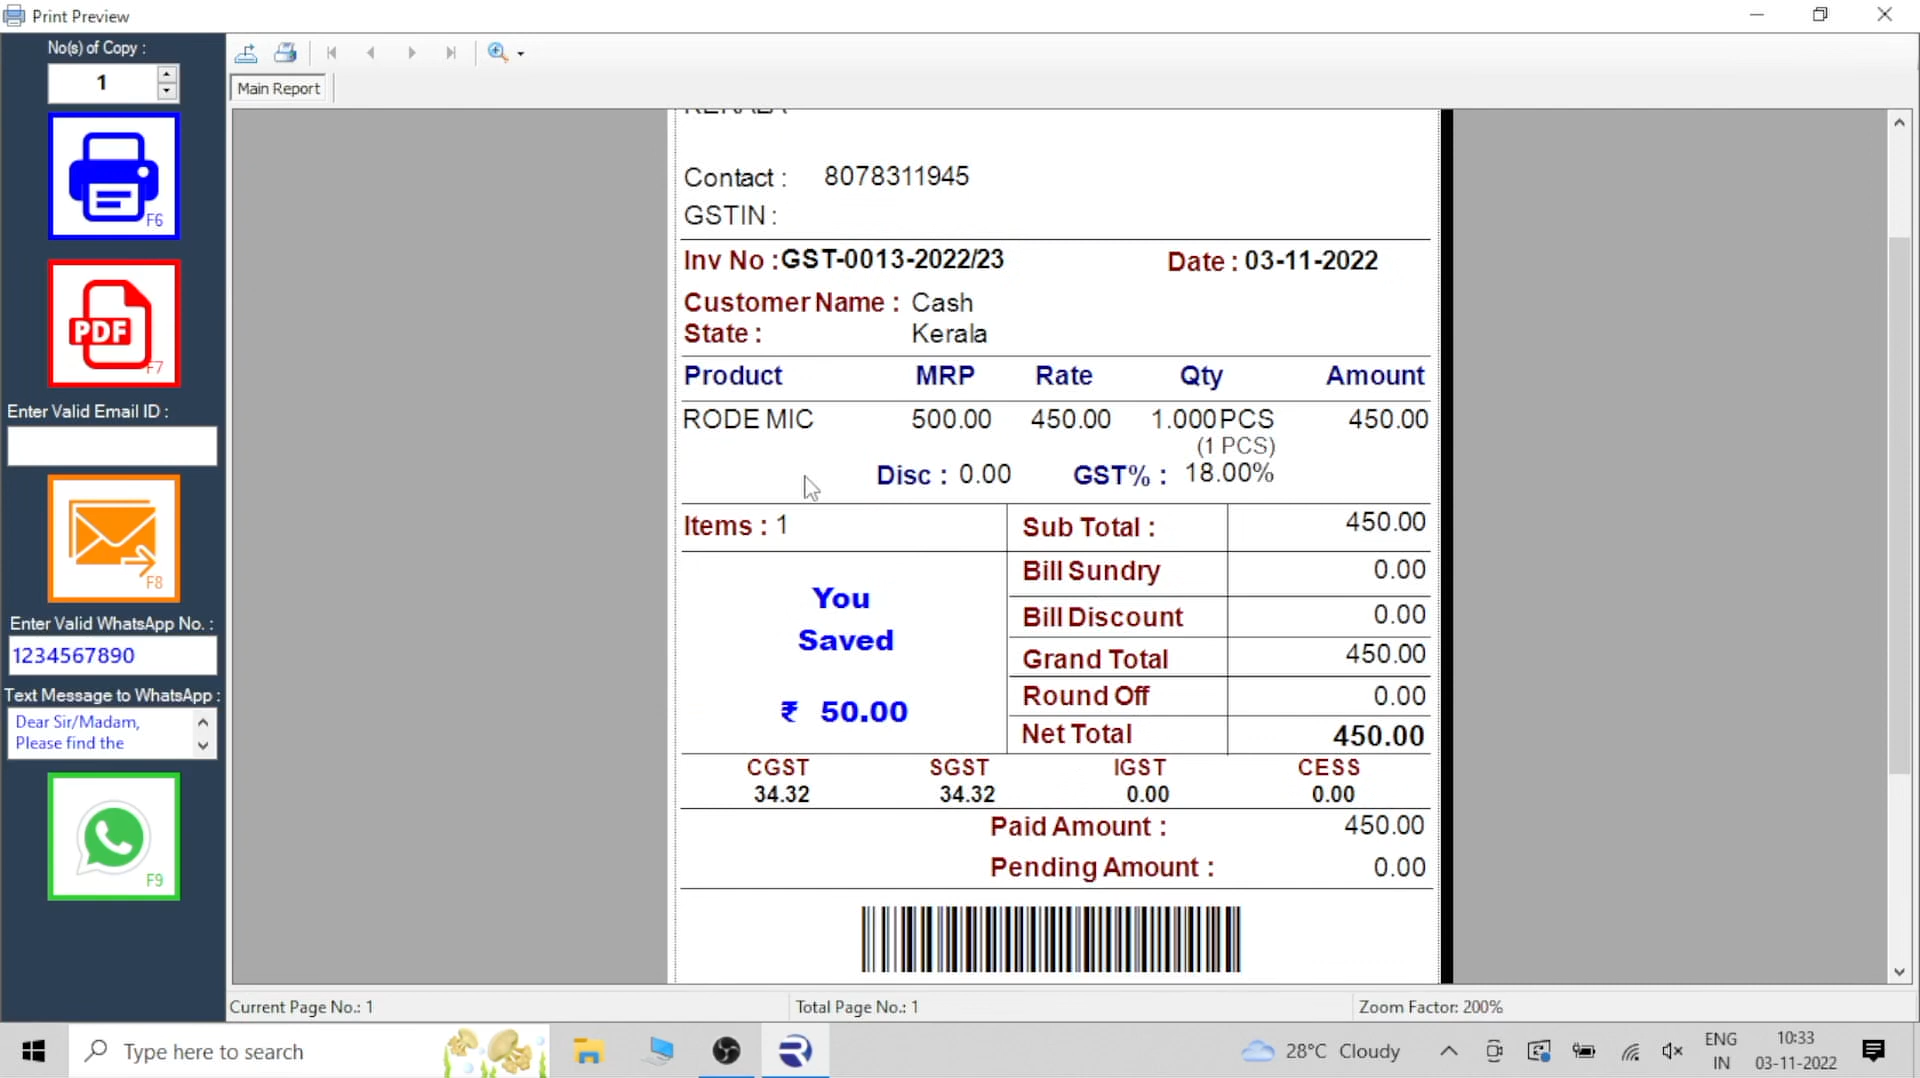 Print Preview
No(s) of Copy :
1
F6
PDF
F7
Enter Valid Email ID :
F8
Enter Valid WhatsApp No. :
1234567890
Text Message to WhatsApp :
Dear Sir/Madam,
Please find the
F9
Main Report
Contact : 8078311945
GSTIN :
Inv No :GST-0013-2022/23 Date : 03-11-2022
Customer Name : Cash
State : Kerala
Product MRP Rate Qty Amount
RODE MIC 500.00 450.00 1.000PCS 450.00
(1 PCS)
Disc : 0.00 GST% : 18.00%
Items : 1
Sub Total : 450.00
Bill Sundry 0.00
Bill Discount 0.00
Grand Total 450.00
Round Off 0.00
Net Total 450.00
You
Saved
₹ 50.00
CGST SGST IGST CESS
34.32 34.32 0.00 0.00
Paid Amount : 450.00
Pending Amount : 0.00
Current Page No.: 1 Total Page No.: 1 Zoom Factor: 200%
Type here to search
28°C Cloudy
ENG
IN
10:33
03-11-2022